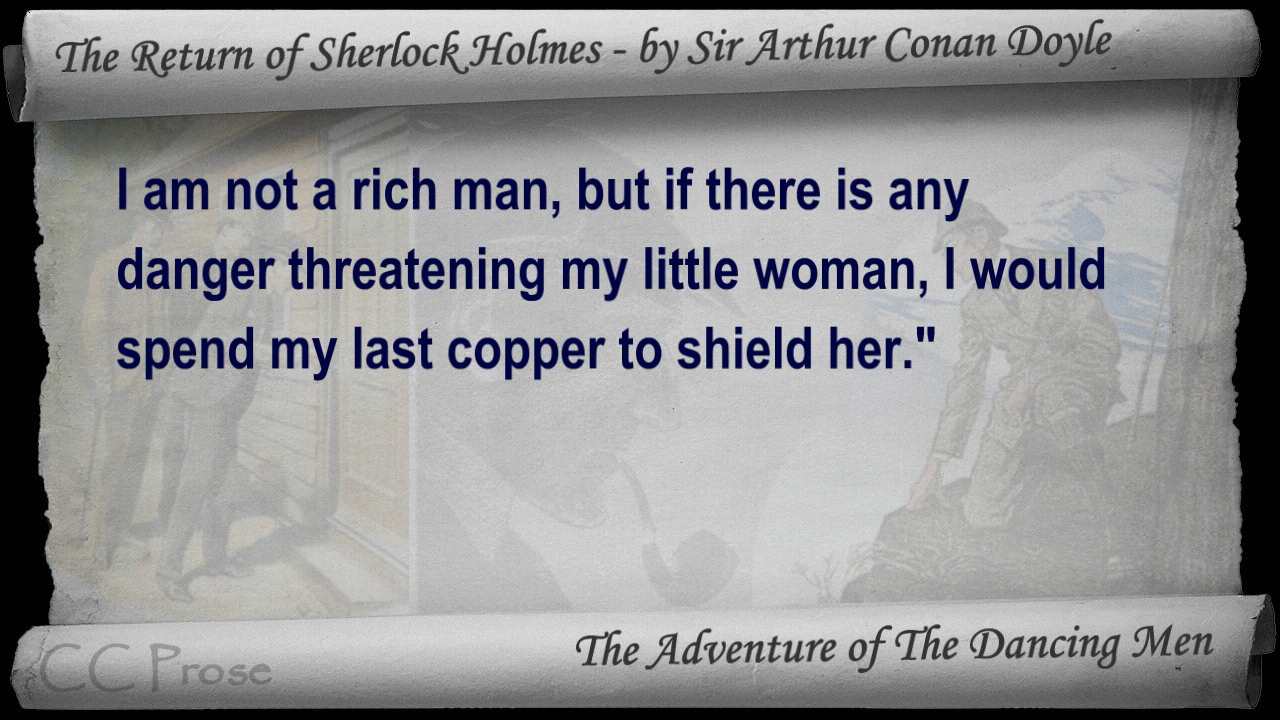 The Return of Sherlock Holmes - by Sir Arthur Conan Doyle
I am not a rich man, but if there is any
danger threatening my little woman, I would
spend my last copper to shield her."
The Adventure of The Dancing Men
CC Prose